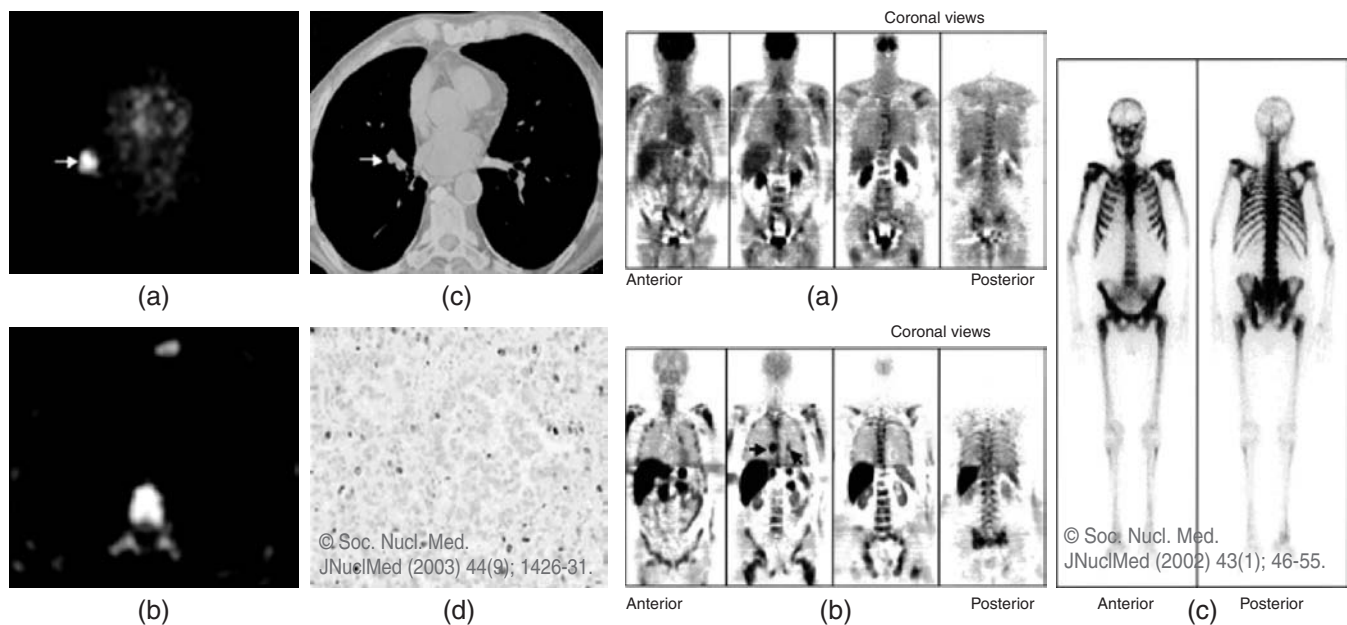 (a)
(c)
(b)
(d)
© Soc. Nucl. Med.
JNuclMed (2003) 44(9); 1426-31.
Coronal views
Anterior
(a)
Posterior
Coronal views
Anterior
(b)
Posterior
© Soc. Nucl. Med.
JNuclMed (2002) 43(1); 46-55.
Anterior
(c)
Posterior